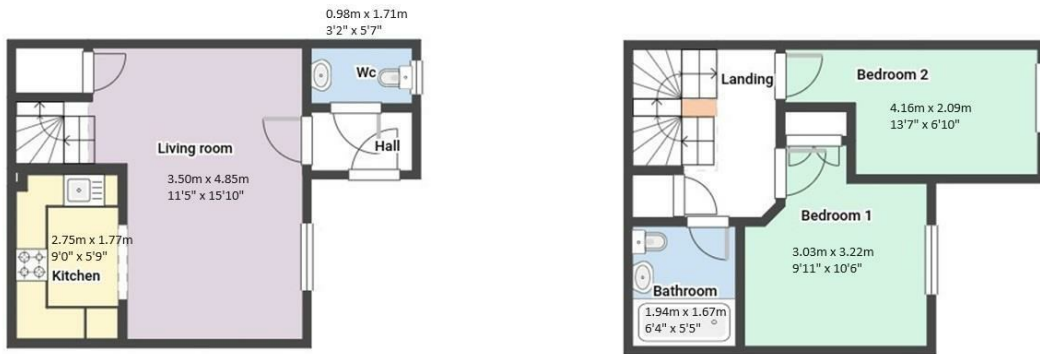 0.98m x 1.71m
3'2" x 5'7"
Wc
Hall
Living room
3.50m x 4.85m
11'5" x 15'10"
2.75m x 1.77m
9'0" x 5'9"
Kitchen
Landing
Bedroom 2
4.16m x 2.09m
13'7" x 6'10"
Bedroom 1
3.03m x 3.22m
9'11" x 10'6"
Bathroom
1.94m x 1.67m
6'4" x 5'5"